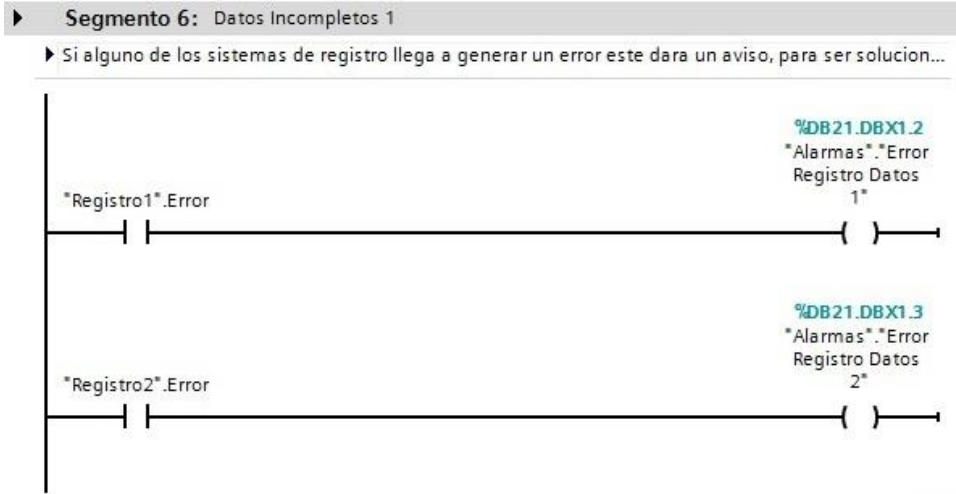 Segmento 6: Datos Incompletos 1
Si alguno de los sistemas de registro llega a generar un error este dara un aviso, para ser solucion...
%DB21.DBX1.2
"Alarmas"."Error
Registro Datos
1"
"Registro1".Error
%DB21.DBX1.3
"Alarmas"."Error
Registro Datos
2"
"Registro2".Error